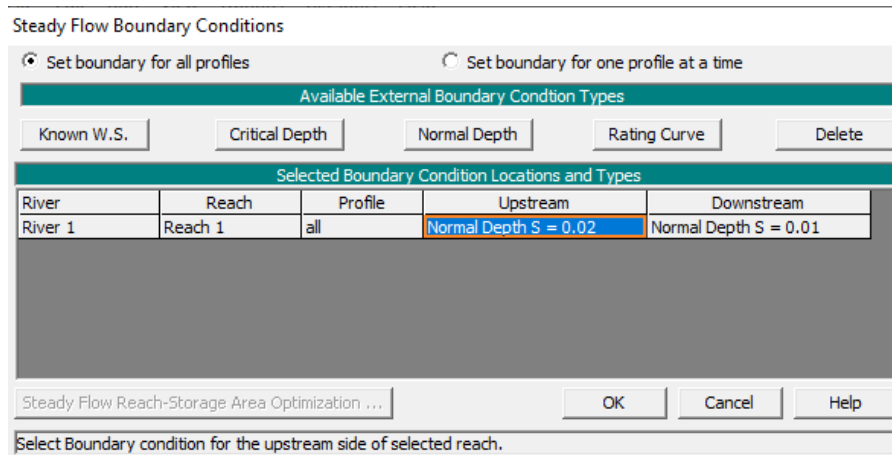 Steady Flow Boundary Conditions
Set boundary for all profiles Set boundary for one profile at a time
Available External Boundary Condtion Types
Known W.S. Critical Depth Normal Depth Rating Curve Delete
Selected Boundary Condition Locations and Types
River Reach Profile Upstream Downstream
River 1 Reach 1 all Normal Depth S = 0.02 Normal Depth S = 0.01
Steady Flow Reach-Storage Area Optimization ... OK Cancel Help
Select Boundary condition for the upstream side of selected reach.